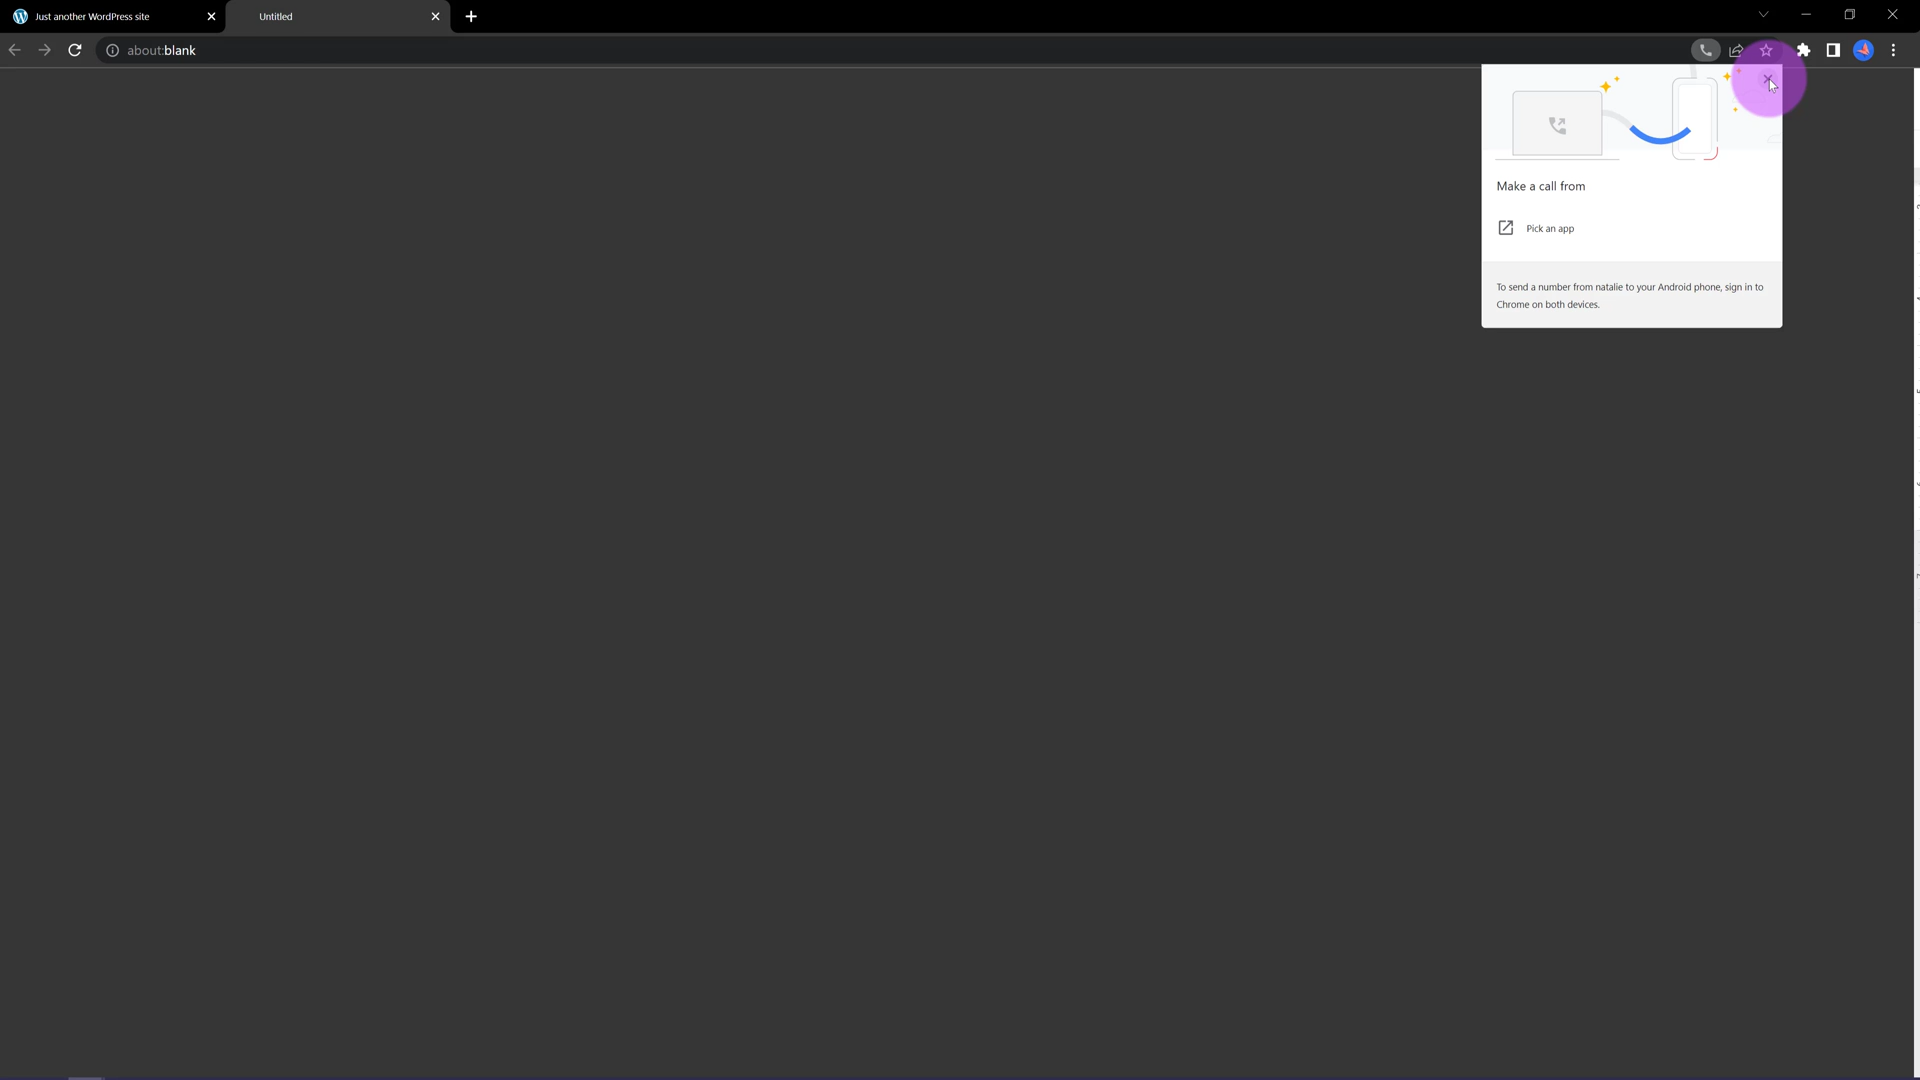 Just another WordPress site
Untitled
about:blank
Make a call from
Pick an app
To send a number from natalie to your Android phone, sign in to
Chrome on both devices.